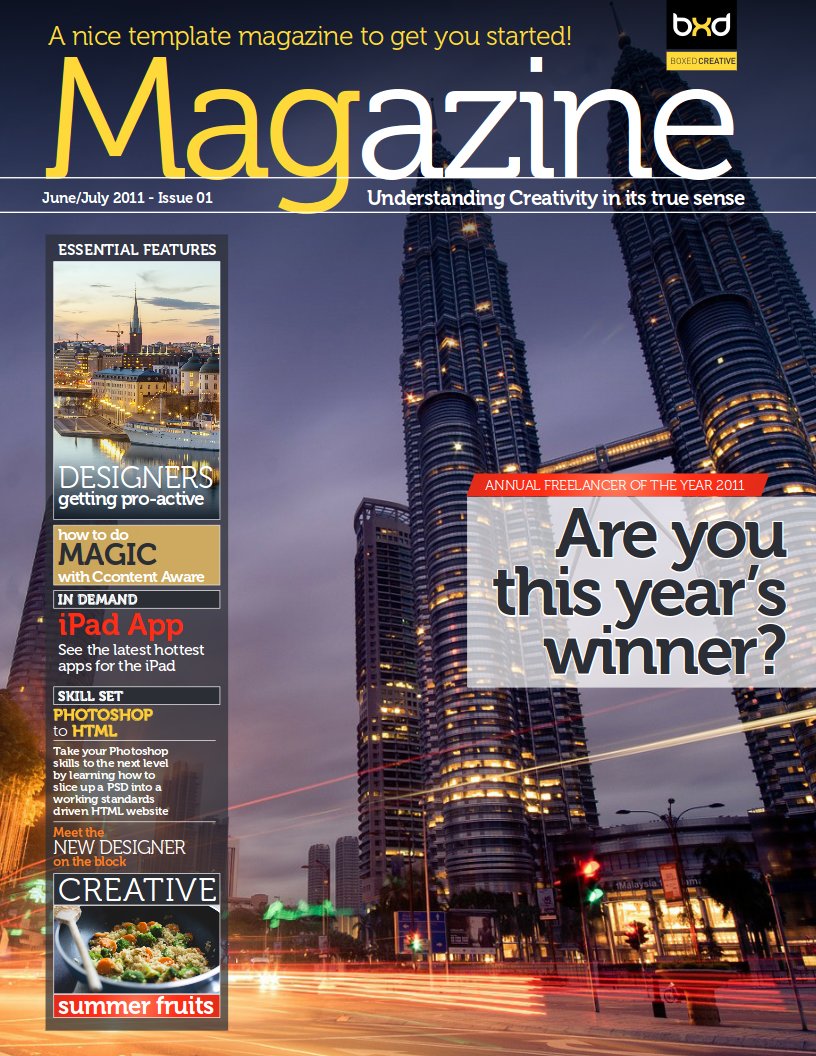 A nice template magazine to get you started!
bxd
BOXEDCREATIVE
Magazine
June/July 2011 - Issue 01
Understanding Creativity in its true sense
ESSENTIAL FEATURES
DESIGNERS
getting pro-active
how to do
MAGIC
with Ccontent Aware
IN DEMAND
iPad App
See the latest hottest
apps for the iPad
SKILL SET
PHOTOSHOP
to HTML
Take your Photoshop
skills to the next level
by learning how to
slice up a PSD into a
working standards
driven HTML website
Meet the
NEW DESIGNER
on the block
CREATIVE
summer fruits
ANNUAL FREELANCER OF THE YEAR 2011
Are you
this year's
winner?
1Malaysia